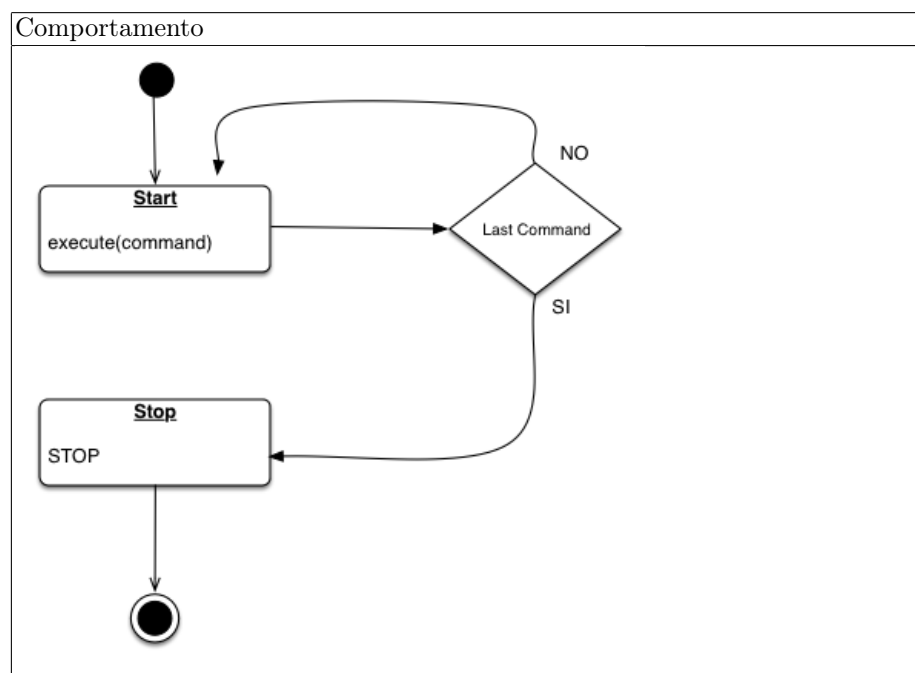 Comportamento
NO
Start
Last Command
execute(command)
SI
Stop
STOP